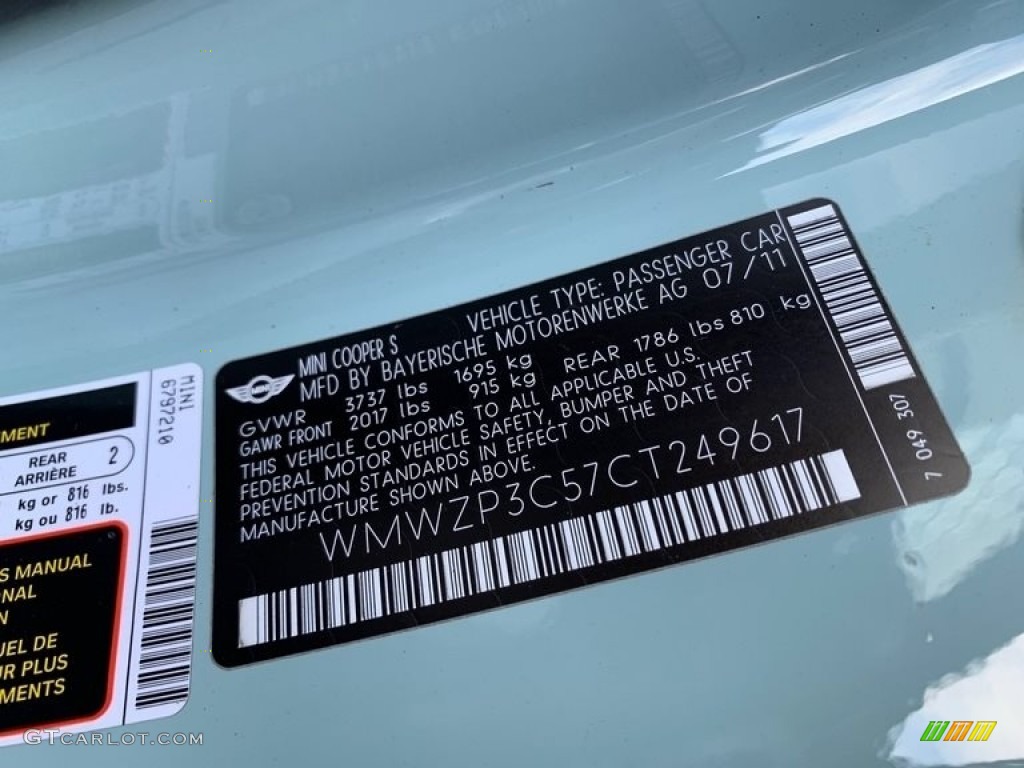 MINI COOPER S VEHICLE TYPE: PASSENGER CAR
MFD BY BAYERISCHE MOTORENWERKE AG 07/11
GVWR 3737 lbs 1695 kg
GAWR FRONT 2017 lbs 915 kg REAR 1786 lbs 810 kg
THIS VEHICLE CONFORMS TO ALL APPLICABLE U.S.
FEDERAL MOTOR VEHICLE SAFETY, BUMPER AND THEFT
PREVENTION STANDARDS IN EFFECT ON THE DATE OF
MANUFACTURE SHOWN ABOVE.
WMWZP3C57CT249617
7 049 307
MINI
6797210
EMENT
REAR 2
ARRIÈRE
kg or 816 lbs.
kg ou 816 lb.
S MANUAL
NAL
N
UEL DE
UR PLUS
MENTS
GTCARLOT.COM